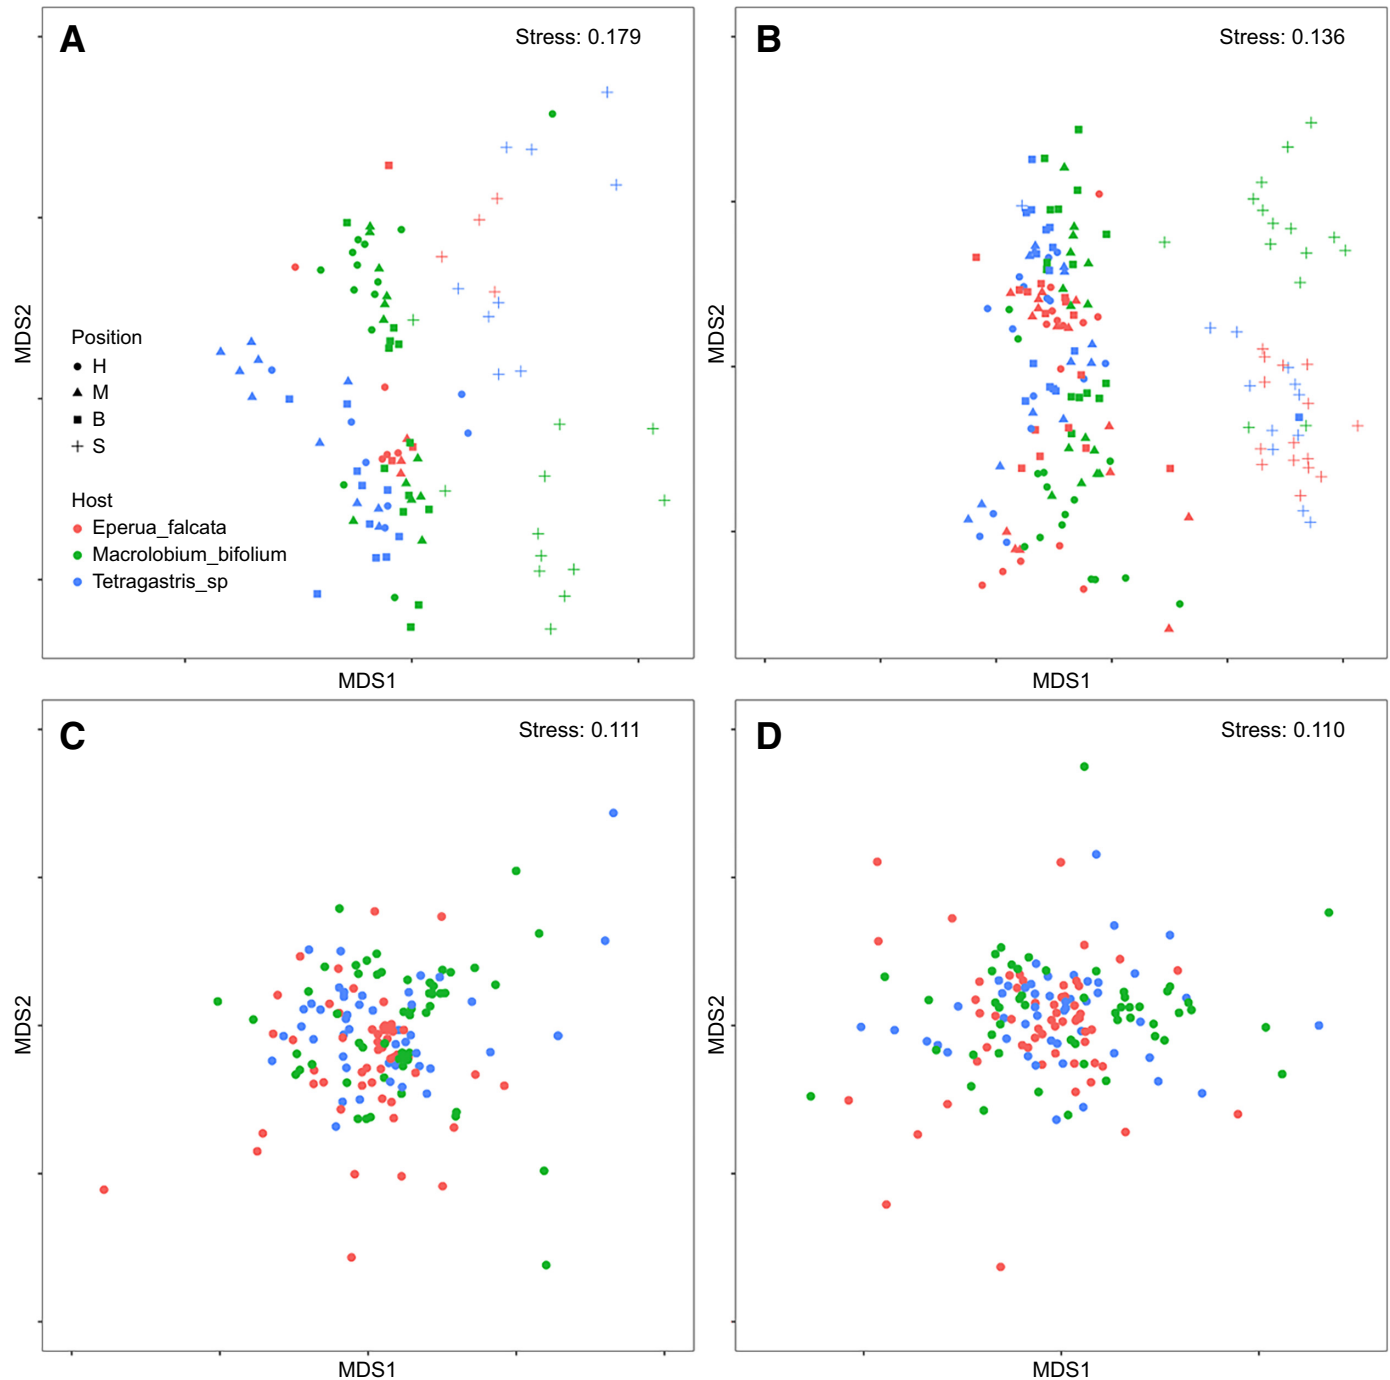 A
Stress: 0.179
MDS2
Position
H
M
B
S
Host
Eperua_falcata
Macrolobium_bifolium
Tetragastris_sp
MDS1
B
Stress: 0.136
MDS2
MDS1
C
Stress: 0.111
MDS2
MDS1
D
Stress: 0.110
MDS2
MDS1